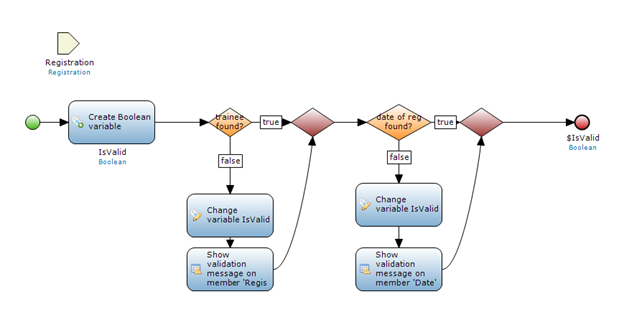 Registration
Registration
Create Boolean
variable
IsValid
Boolean
trainee
found?
true
false
Change
variable IsValid
Show
validation
message on
member 'Regis
date of reg
found?
true
false
Change
variable IsValid
Show
validation
message on
member 'Date'
$IsValid
Boolean